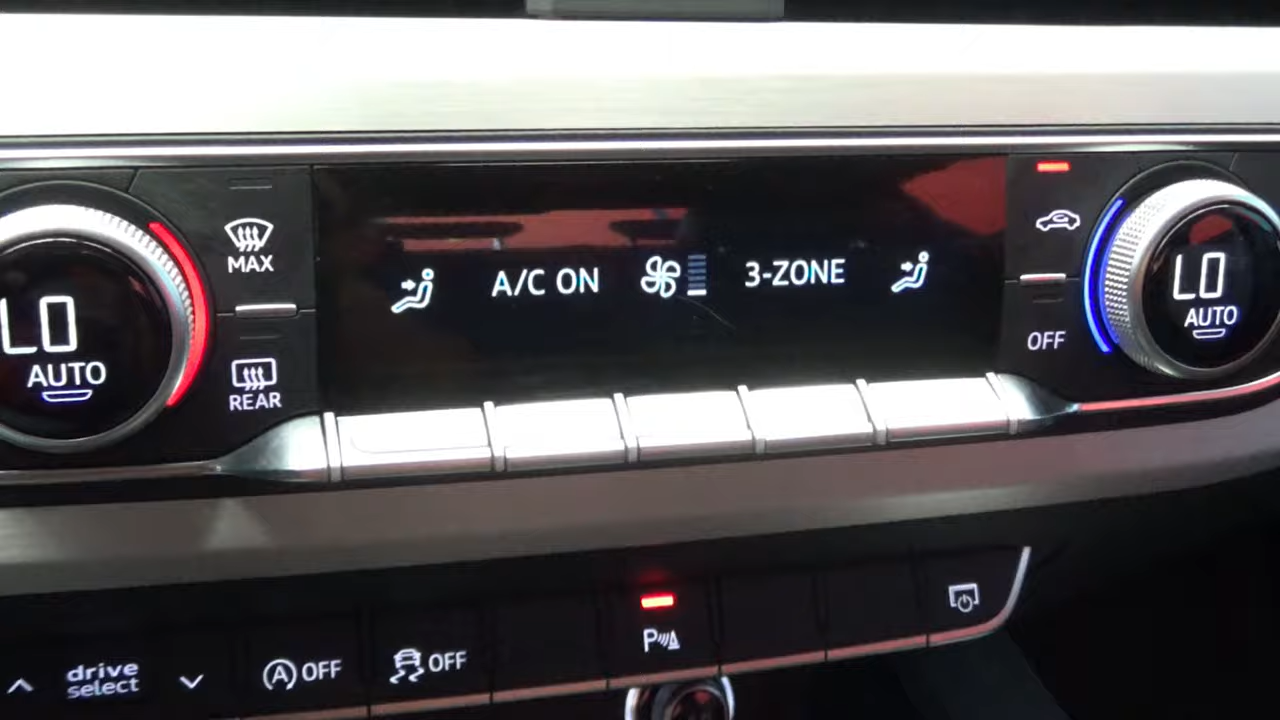 MAX
LO
AUTO
REAR
A/C ON
3-ZONE
OFF
LO
AUTO
drive
select
A OFF
OFF
P